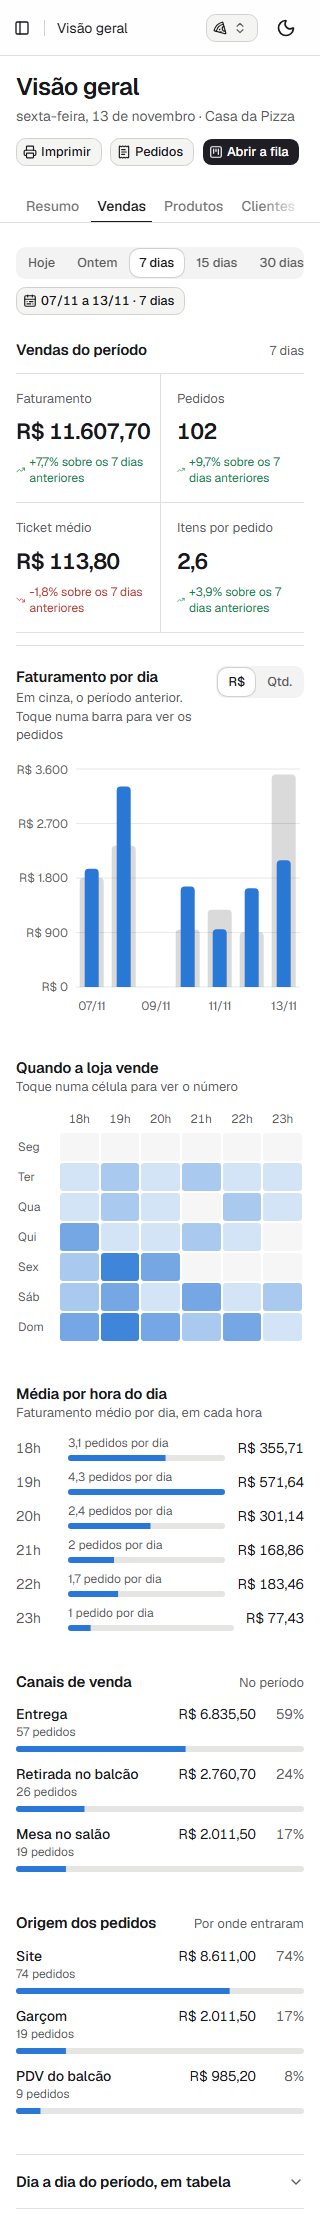 Visão geral
Visão geral
sexta-feira, 13 de novembro · Casa da Pizza
Imprimir
Pedidos
Abrir a fila
Resumo
Vendas
Produtos
Clientes
Hoje
Ontem
7 dias
15 dias
30 dias
07/11 a 13/11 · 7 dias
Vendas do período
7 dias
Faturamento
R$ 11.607,70
+7,7% sobre os 7 dias
anteriores
Pedidos
102
+9,7% sobre os 7
dias anteriores
Ticket médio
R$ 113,80
-1,8% sobre os 7 dias
anteriores
Itens por pedido
2,6
+3,9% sobre os 7
dias anteriores
Faturamento por dia
Em cinza, o período anterior.
Toque numa barra para ver os
pedidos
R$
Qtd.
R$ 3.600
R$ 2.700
R$ 1.800
R$ 900
R$ 0
07/11
09/11
11/11
13/11
Quando a loja vende
Toque numa célula para ver o número
18h 19h 20h 21h 22h 23h
Seg
Ter
Qua
Qui
Sex
Sáb
Dom
Média por hora do dia
Faturamento médio por dia, em cada hora
18h 3,1 pedidos por dia R$ 355,71
19h 4,3 pedidos por dia R$ 571,64
20h 2,4 pedidos por dia R$ 301,14
21h 2 pedidos por dia R$ 168,86
22h 1,7 pedido por dia R$ 183,46
23h 1 pedido por dia R$ 77,43
Canais de venda
No período
Entrega R$ 6.835,50 59%
57 pedidos
Retirada no balcão R$ 2.760,70 24%
26 pedidos
Mesa no salão R$ 2.011,50 17%
19 pedidos
Origem dos pedidos
Por onde entraram
Site R$ 8.611,00 74%
74 pedidos
Garçom R$ 2.011,50 17%
19 pedidos
PDV do balcão R$ 985,20 8%
9 pedidos
Dia a dia do período, em tabela